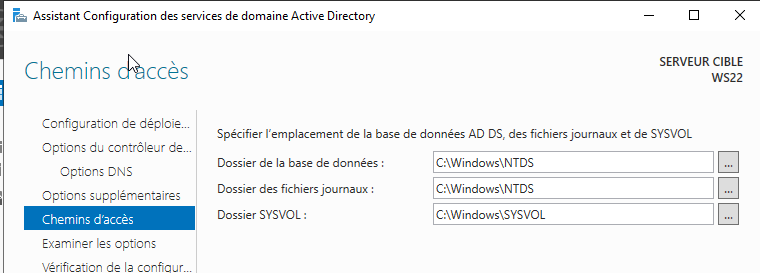 Assistant Configuration des services de domaine Active Directory
Chemins d'accès
SERVEUR CIBLE
WS22
Configuration de déploie...
Options du contrôleur de...
Options DNS
Options supplémentaires
Chemins d'accès
Examiner les options
Vérification de la configur...
Spécifier l'emplacement de la base de données AD DS, des fichiers journaux et de SYSVOL
Dossier de la base de données : C:\Windows\NTDS ...
Dossier des fichiers journaux : C:\Windows\NTDS ...
Dossier SYSVOL : C:\Windows\SYSVOL ...